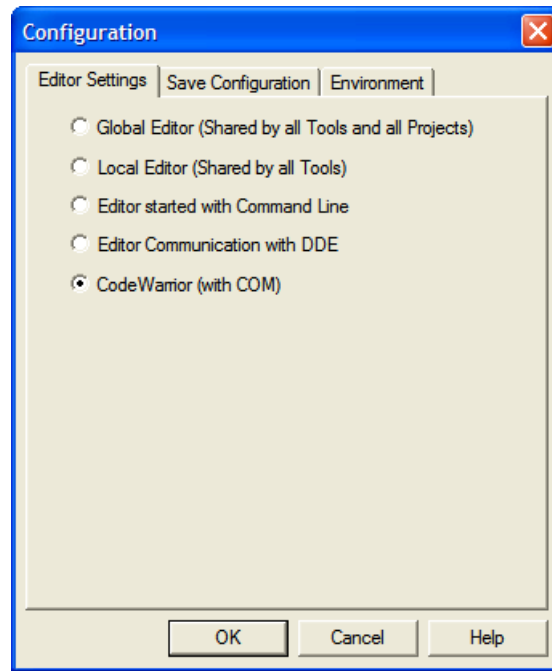 Configuration
Editor Settings Save Configuration Environment
Global Editor (Shared by all Tools and all Projects)
Local Editor (Shared by all Tools)
Editor started with Command Line
Editor Communication with DDE
CodeWarrior (with COM)
OK Cancel Help